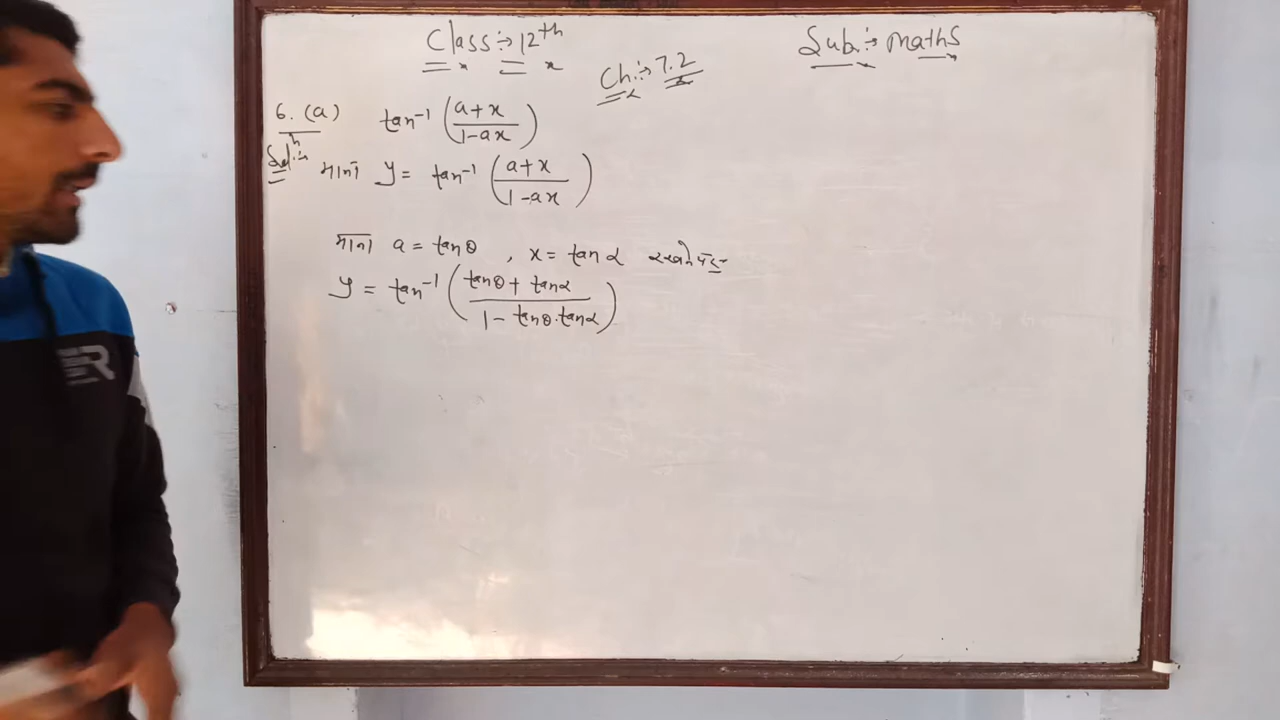 Class:- 12th
Sub:- Maths
Ch:- 7.2
6. (a) tan⁻¹ (a+x / 1-ax)
Solⁿ:- माना y = tan⁻¹ (a+x / 1-ax)
माना a = tanθ , x = tanα रखने पर-
y = tan⁻¹ (tanθ + tanα / 1 - tanθ.tanα)